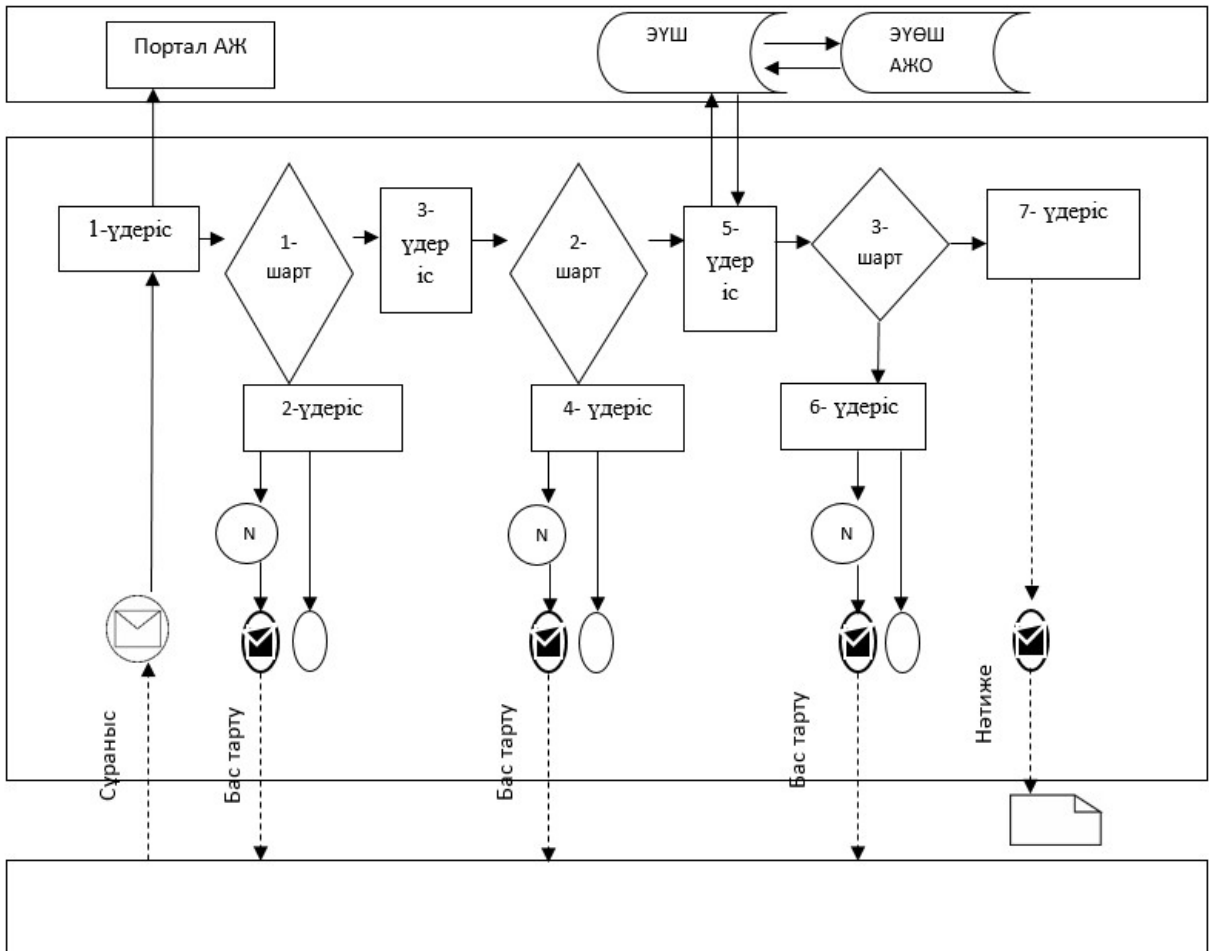 Портал АЖ
ЭҮШ
ЭҮӨШ
АЖО
1-үдеріс
1-
шарт
3-
үдер
іс
2-
шарт
5-
үдер
іс
3-
шарт
7- үдеріс
2-үдеріс
4- үдеріс
6- үдеріс
N
N
N
Сұраныс
Бас тарту
Бас тарту
Бас тарту
Нәтиже